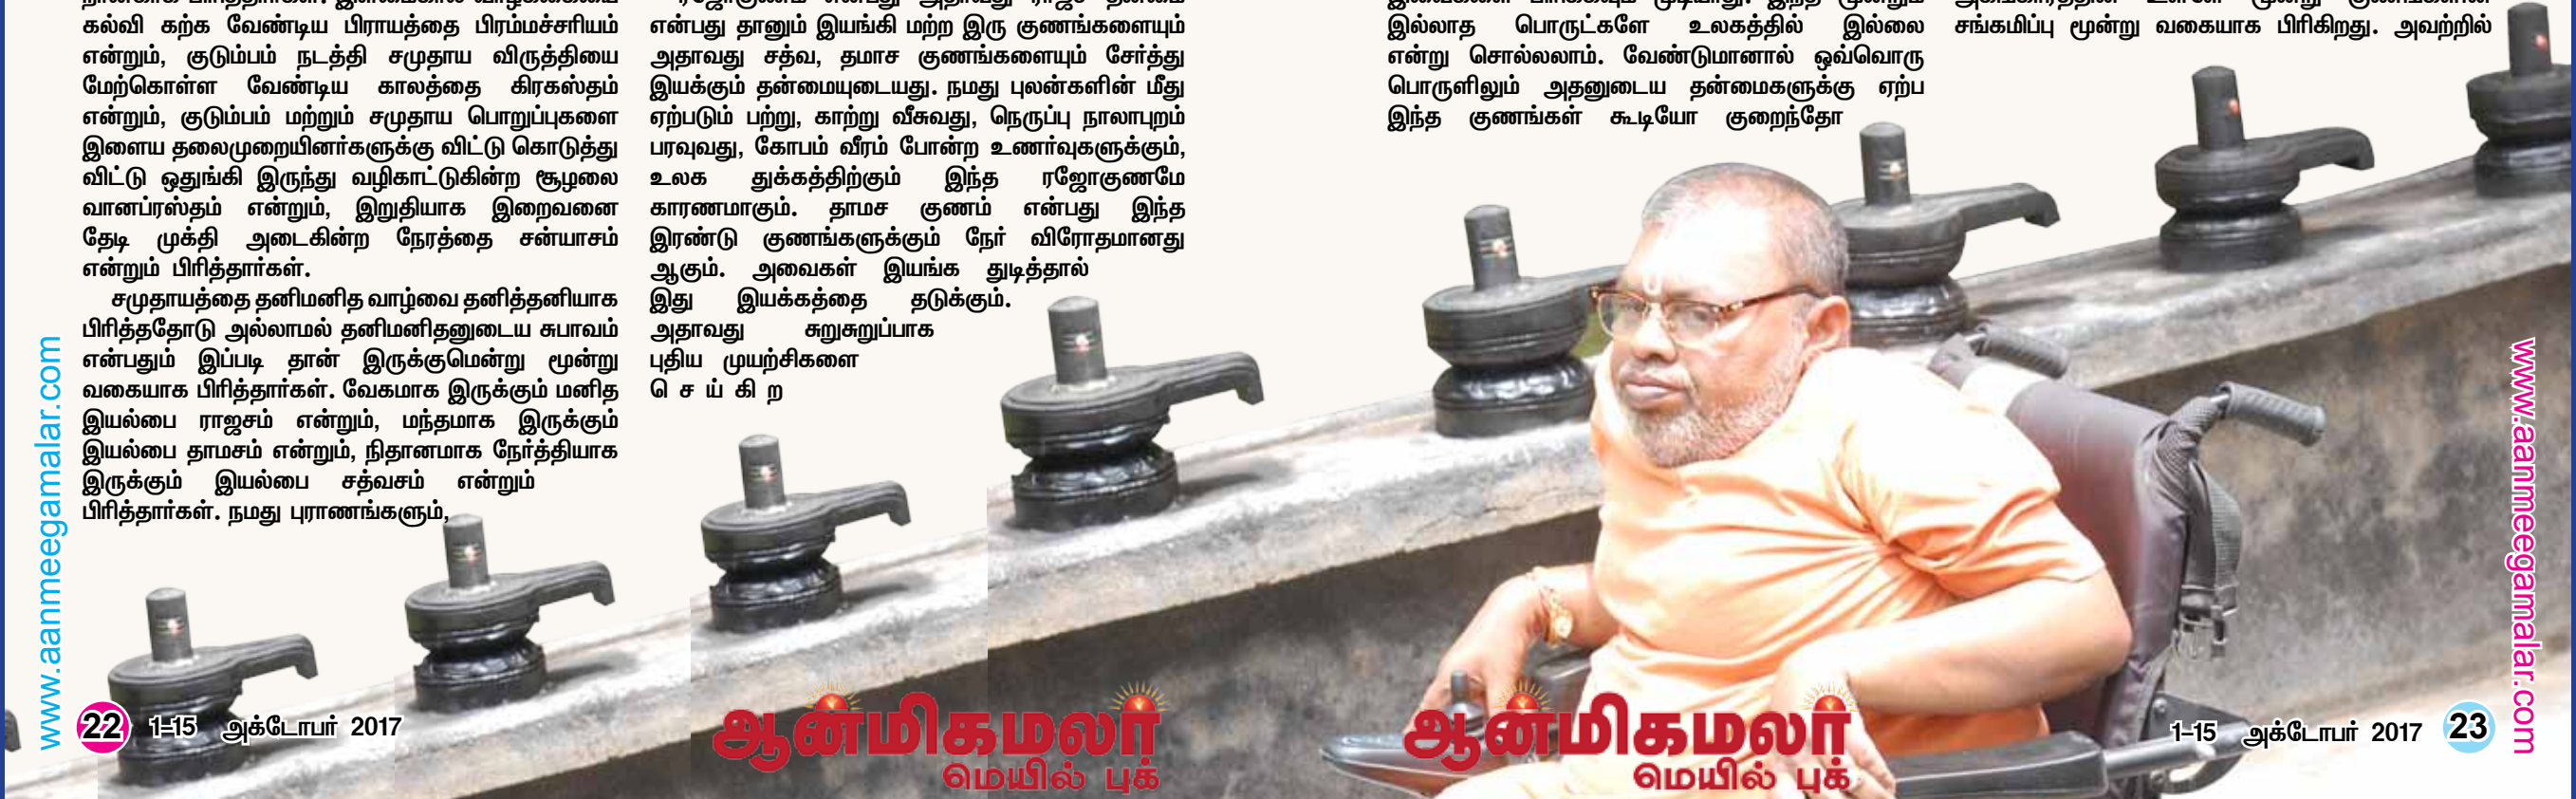 கல்வி கற்க வேண்டிய பிராயத்தை பிரம்மச்சரியம்
என்றும், குடும்பம் நடத்தி சமுதாய விருத்தியை
மேற்கொள்ள வேண்டிய காலத்தை கிரகஸ்தம்
என்றும், குடும்பம் மற்றும் சமுதாய பொறுப்புகளை
இளைய தலைமுறையினர்களுக்கு விட்டு கொடுத்து
விட்டு ஒதுங்கி இருந்து வழிகாட்டுகின்ற சூழலை
வானப்ரஸ்தம் என்றும், இறுதியாக இறைவனை
தேடி முக்தி அடைகின்ற நேரத்தை சன்யாசம்
என்றும் பிரித்தார்கள்.
சமுதாயத்தை தனிமனித வாழ்வை தனித்தனியாக
பிரித்ததோடு அல்லாமல் தனிமனிதனுடைய சுபாவம்
என்பதும் இப்படி தான் இருக்குமென்று மூன்று
வகையாக பிரித்தார்கள். வேகமாக இருக்கும் மனித
இயல்பை ராஜசம் என்றும், மந்தமாக இருக்கும்
இயல்பை தாமசம் என்றும், நிதானமாக நேர்த்தியாக
இருக்கும் இயல்பை சத்வசம் என்றும்
பிரித்தார்கள். நமது புராணங்களும்,
என்பது தானும் இயங்கி மற்ற இரு குணங்களையும்
அதாவது சத்வ, தமாச குணங்களையும் சேர்த்து
இயக்கும் தன்மையுடையது. நமது புலன்களின் மீது
ஏற்படும் பற்று, காற்று வீசுவது, நெருப்பு நாலாபுறம்
பரவுவது, கோபம் வீரம் போன்ற உணர்வுகளுக்கும்,
உலக துக்கத்திற்கும் இந்த ரஜோகுணமே
காரணமாகும். தாமச குணம் என்பது இந்த
இரண்டு குணங்களுக்கும் நேர் விரோதமானது
ஆகும். அவைகள் இயங்க துடித்தால்
இது இயக்கத்தை தடுக்கும்.
அதாவது சுறுசுறுப்பாக
புதிய முயற்சிகளை
செய்கிற
இல்லாத பொருட்களே உலகத்தில் இல்லை
என்று சொல்லலாம். வேண்டுமானால் ஒவ்வொரு
பொருளிலும் அதனுடைய தன்மைகளுக்கு ஏற்ப
இந்த குணங்கள் கூடியோ குறைந்தோ
சங்கமிப்பு மூன்று வகையாக பிரிகிறது. அவற்றில்
www.aanmeegamalar.com
22 1-15 அக்டோபர் 2017
ஆன்மிகமலர்
மெயில் புக்
ஆன்மிகமலர்
மெயில் புக்
1-15 அக்டோபர் 2017 23
www.aanmeegamalar.com